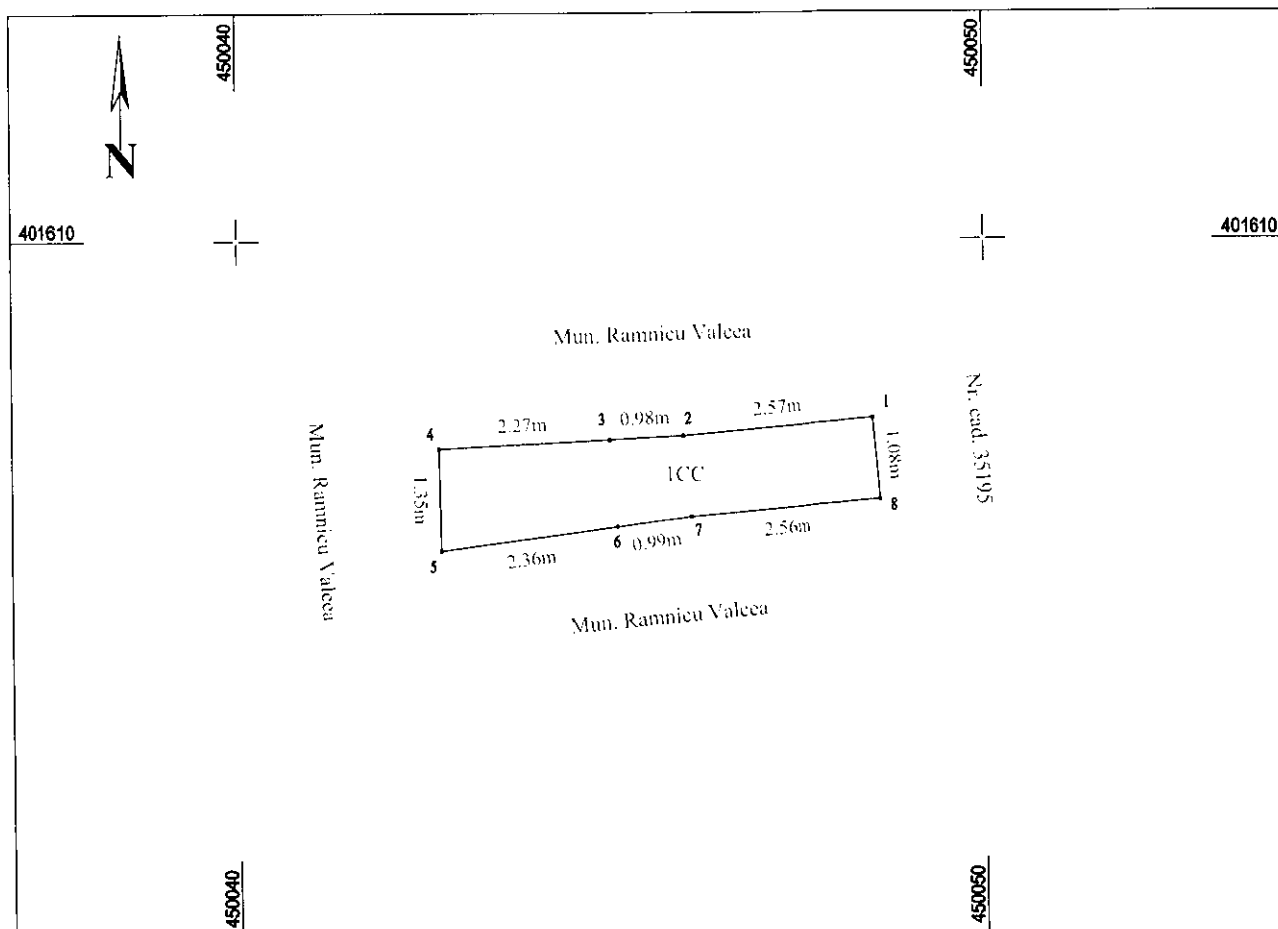 450040
450050
N
401610
401610
Mun. Ramnicu Valcea
1
2.57m
2
0.98m
3
2.27m
4
1.08m
Nr. cad. 35195
Mun. Ramnicu Valcea
1.35m
1CC
8
2.56m
7
0.99m
6
2.36m
5
Mun. Ramnicu Valcea
450040
450050